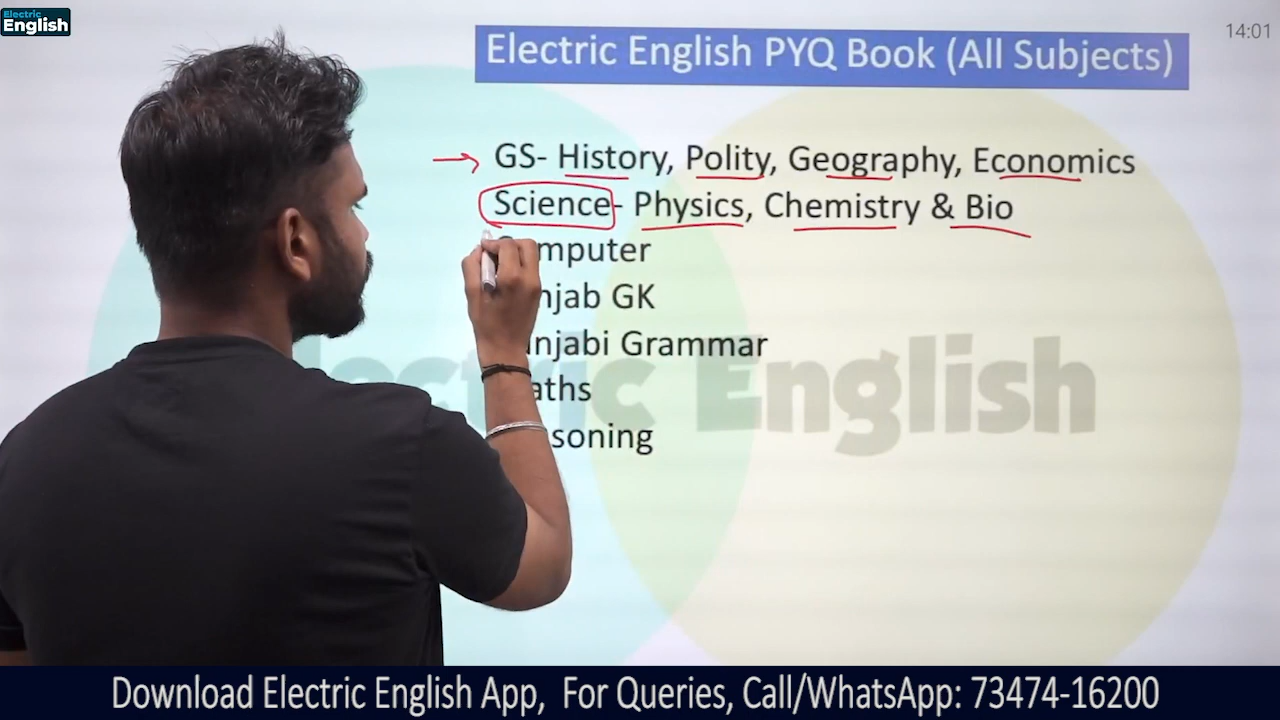 Electric
English
14:01
Electric English PYQ Book (All Subjects)
GS- History, Polity, Geography, Economics
Science- Physics, Chemistry & Bio
mputer
njab GK
njabi Grammar
aths
soning
English
Download Electric English App, For Queries, Call/WhatsApp: 73474-16200